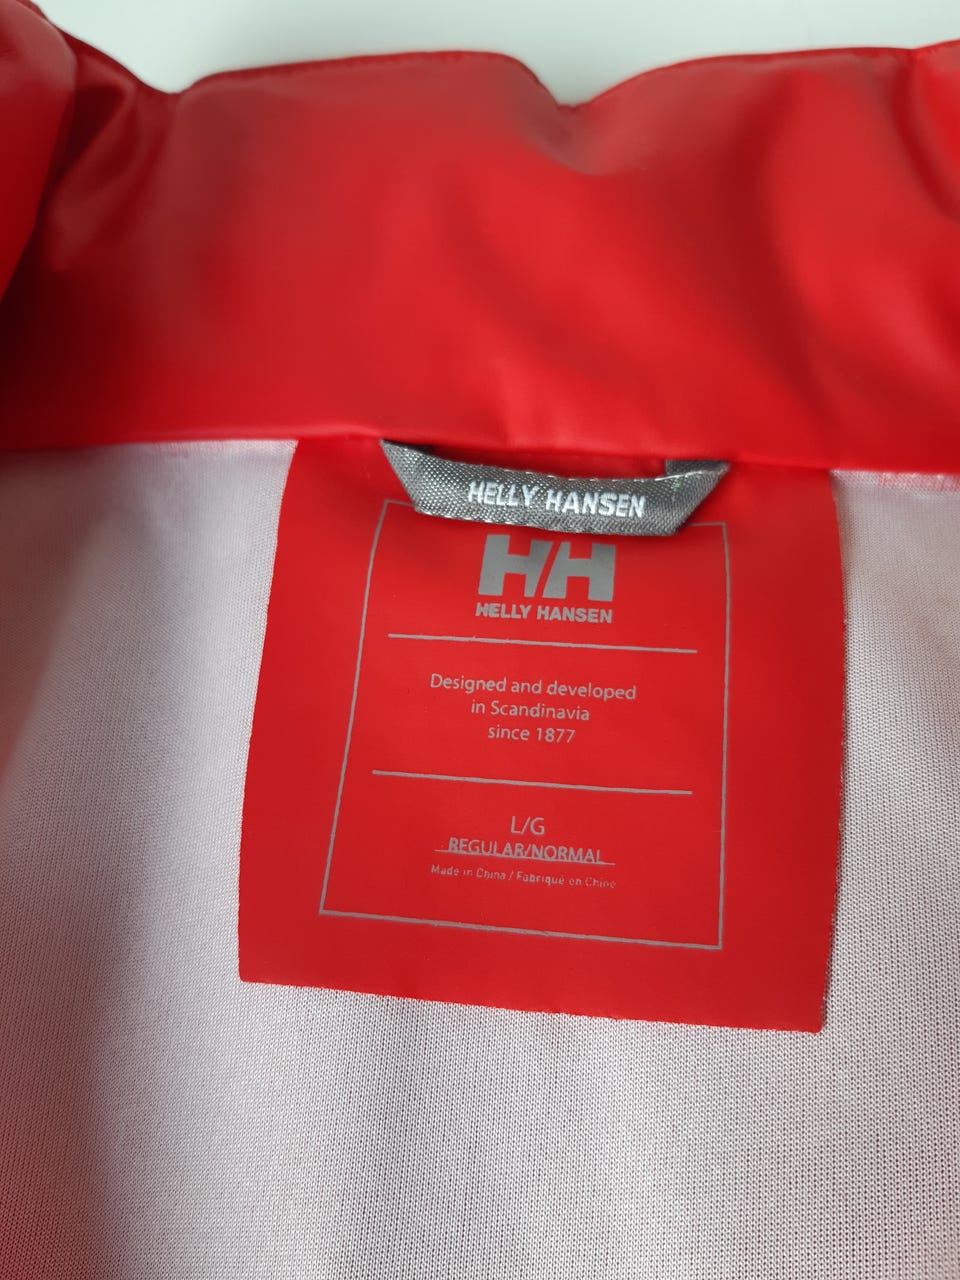 HELLY HANSEN
HH
HELLY HANSEN
Designed and developed
in Scandinavia
since 1877
L/G
REGULAR/NORMAL
Made in China / Fabriqué en Chine